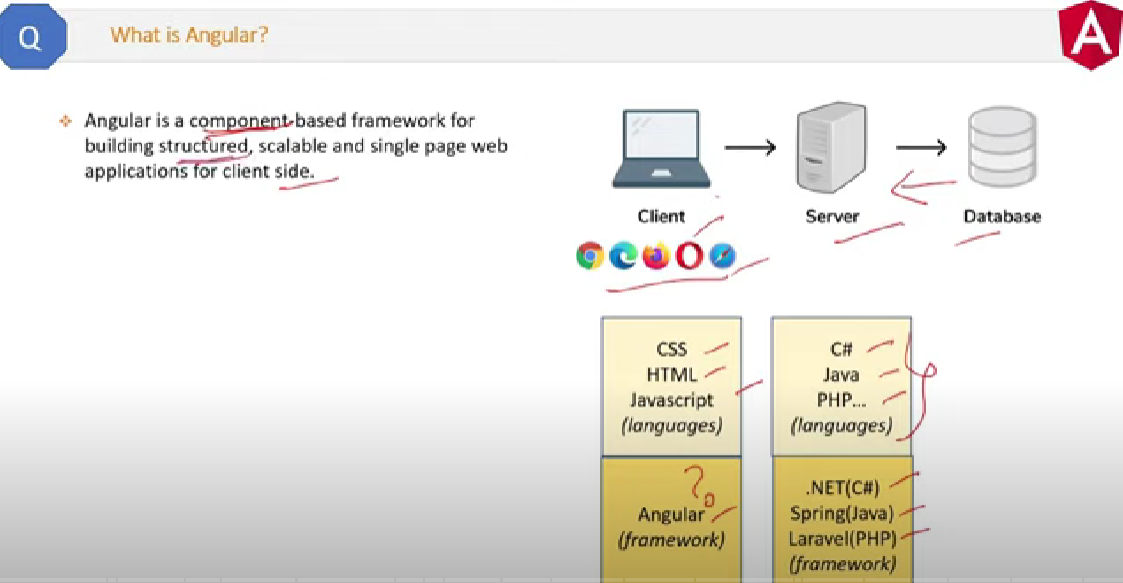 Q
What is Angular?
A
Angular is a component-based framework for
building structured, scalable and single page web
applications for client side.
Client
Server
Database
CSS
HTML
Javascript
(languages)
C#
Java
PHP...
(languages)
?
Angular
(framework)
.NET(C#)
Spring(Java)
Laravel(PHP)
(framework)